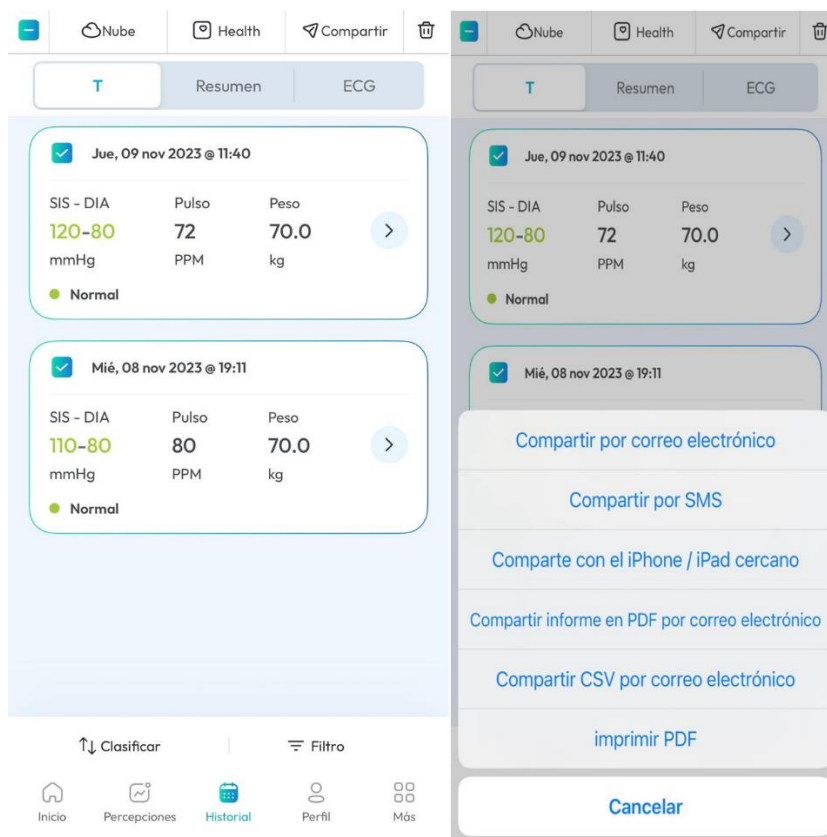 Nube Health Compartir
T Resumen ECG
Jue, 09 nov 2023 @ 11:40
SIS - DIA Pulso Peso
120-80 72 70.0
mmHg PPM kg
Normal
Mié, 08 nov 2023 @ 19:11
SIS - DIA Pulso Peso
110-80 80 70.0
mmHg PPM kg
Normal
Clasificar Filtro
Inicio Percepciones Historial Perfil Más
Nube Health Compartir
T Resumen ECG
Jue, 09 nov 2023 @ 11:40
SIS - DIA Pulso Peso
120-80 72 70.0
mmHg PPM kg
Normal
Mié, 08 nov 2023 @ 19:11
Compartir por correo electrónico
Compartir por SMS
Comparte con el iPhone / iPad cercano
Compartir informe en PDF por correo electrónico
Compartir CSV por correo electrónico
imprimir PDF
Cancelar